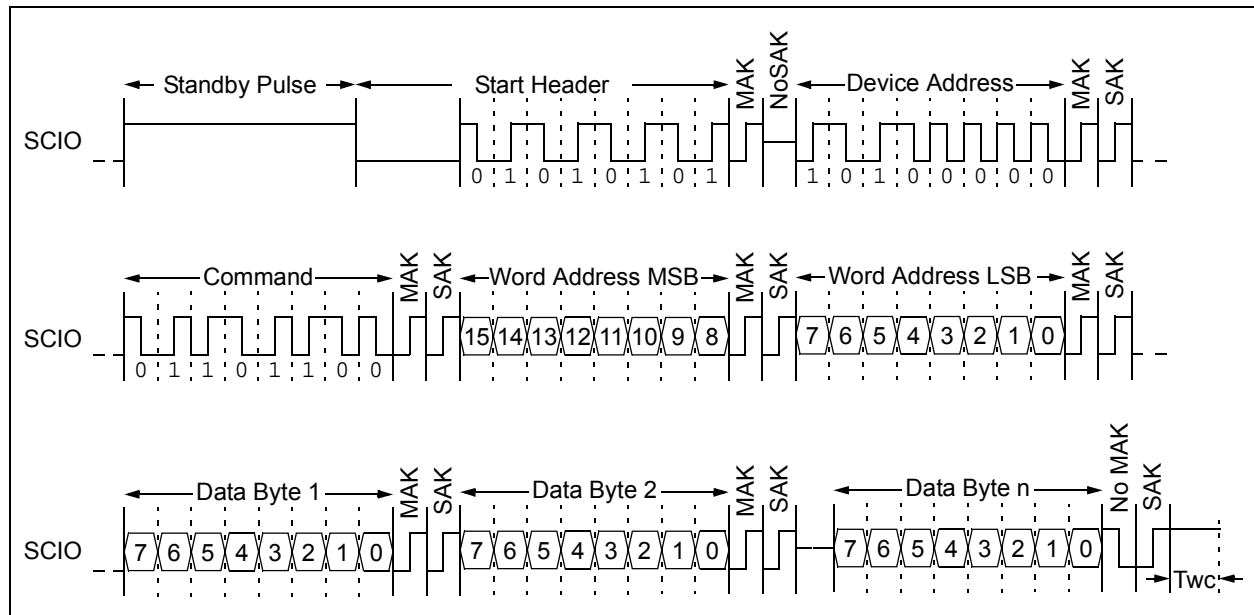 Standby Pulse Start Header MAK NoSAK Device Address MAK SAK
SCIO
0 1 0 1 0 1 0 1 1 0 1 0 0 0 0 0
Command MAK SAK Word Address MSB MAK SAK Word Address LSB MAK SAK
SCIO
15 14 13 12 11 10 9 8 7 6 5 4 3 2 1 0
0 1 1 0 1 1 0 0
Data Byte 1 MAK SAK Data Byte 2 MAK SAK Data Byte n No MAK SAK
SCIO
7 6 5 4 3 2 1 0 7 6 5 4 3 2 1 0 7 6 5 4 3 2 1 0
Twc